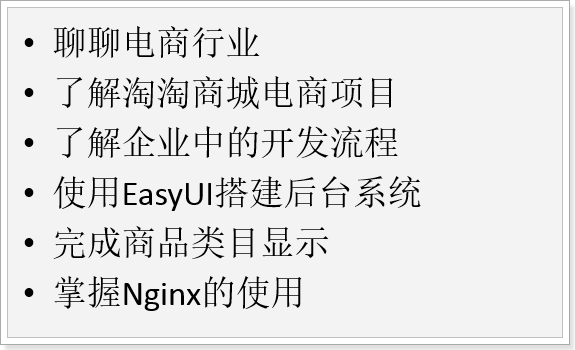 • 聊聊电商行业
• 了解淘淘商城电商项目
• 了解企业中的开发流程
• 使用EasyUI搭建后台系统
• 完成商品类目显示
• 掌握Nginx的使用